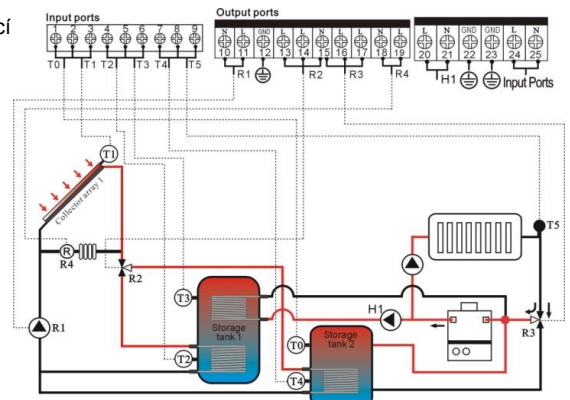 cí
Input ports
1 2 3 4 5 6 7 8 9
T0 T1 T2 T3 T4 T5
Output ports
N L GND L L N L N N L
10 11 12 13 14 15 16 17 18 19
R1 R2 R3 R4
L N GND GND L N
20 21 22 23 24 25
H1 Input Ports
T1
Collector array 1
R
R4
R2
T3
T5
H1
R1
Storage
tank 1
Storage
tank 2
T0
R3
T2
T4